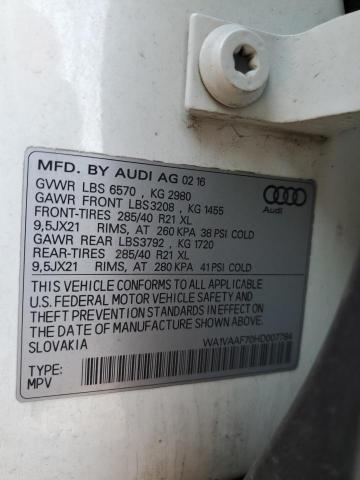 MFD. BY AUDI AG 02 16
GVWR LBS 6570 , KG 2980
GAWR FRONT LBS3208 , KG 1455
FRONT-TIRES 285/40 R21 XL
9,5JX21 RIMS, AT 260 KPA 38 PSI COLD
GAWR REAR LBS3792 , KG 1720
REAR-TIRES 285/40 R21 XL
9,5JX21 RIMS, AT 280 KPA 41 PSI COLD
THIS VEHICLE CONFORMS TO ALL APPLICABLE
U.S. FEDERAL MOTOR VEHICLE SAFETY AND
THEFT PREVENTION STANDARDS IN EFFECT ON
THE DATE OF MANUFACTURE SHOWN ABOVE.
SLOVAKIA
WA1VAAF70HD007784
TYPE:
MPV
Audi